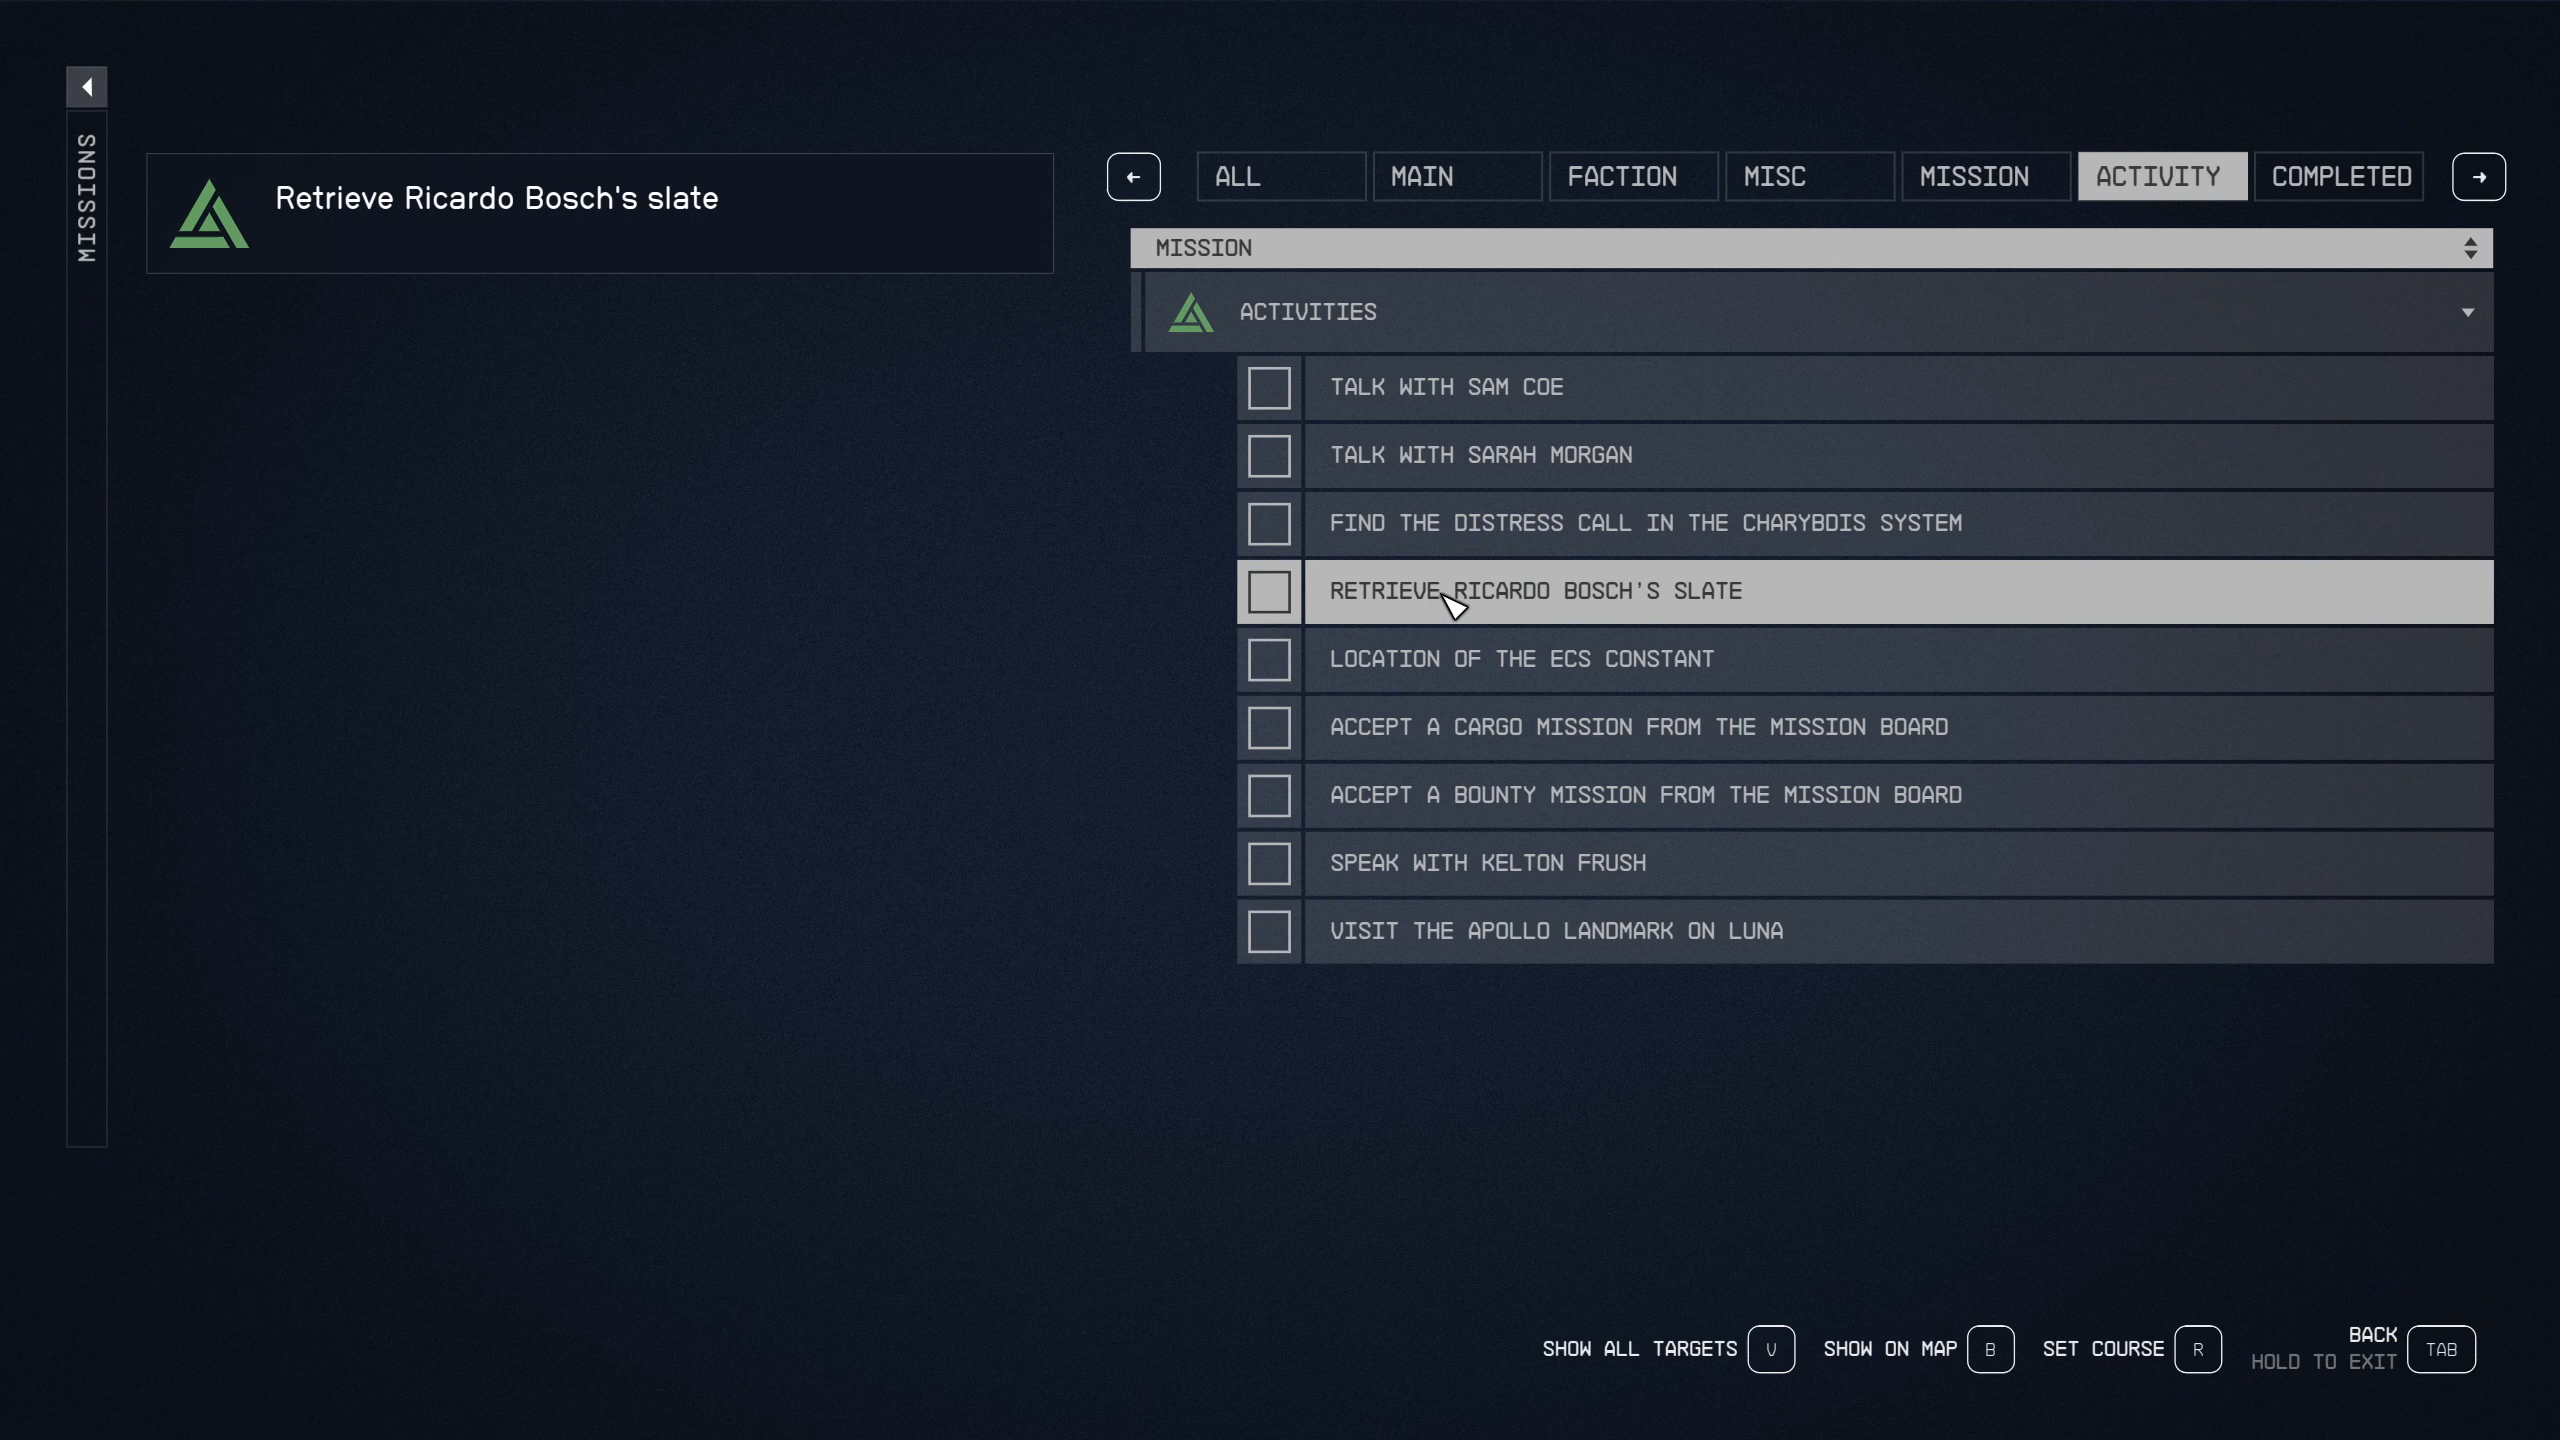 MISSIONS
Retrieve Ricardo Bosch's slate
ALL
MAIN
FACTION
MISC
MISSION
ACTIVITY
COMPLETED
MISSION
ACTIVITIES
TALK WITH SAM COE
TALK WITH SARAH MORGAN
FIND THE DISTRESS CALL IN THE CHARYBDIS SYSTEM
RETRIEVE RICARDO BOSCH'S SLATE
LOCATION OF THE ECS CONSTANT
ACCEPT A CARGO MISSION FROM THE MISSION BOARD
ACCEPT A BOUNTY MISSION FROM THE MISSION BOARD
SPEAK WITH KELTON FRUSH
VISIT THE APOLLO LANDMARK ON LUNA
SHOW ALL TARGETS V
SHOW ON MAP B
SET COURSE R
BACK
HOLD TO EXIT
TAB